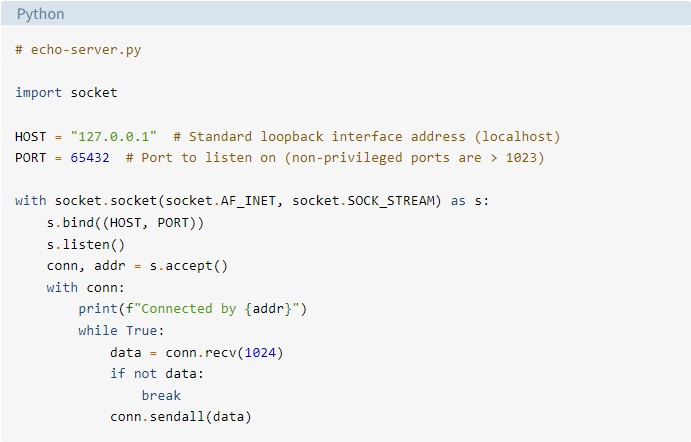 Python
# echo-server.py
import socket
HOST = "127.0.0.1"  # Standard loopback interface address (localhost)
PORT = 65432  # Port to listen on (non-privileged ports are > 1023)
with socket.socket(socket.AF_INET, socket.SOCK_STREAM) as s:
    s.bind((HOST, PORT))
    s.listen()
    conn, addr = s.accept()
    with conn:
        print(f"Connected by {addr}")
        while True:
            data = conn.recv(1024)
            if not data:
                break
            conn.sendall(data)